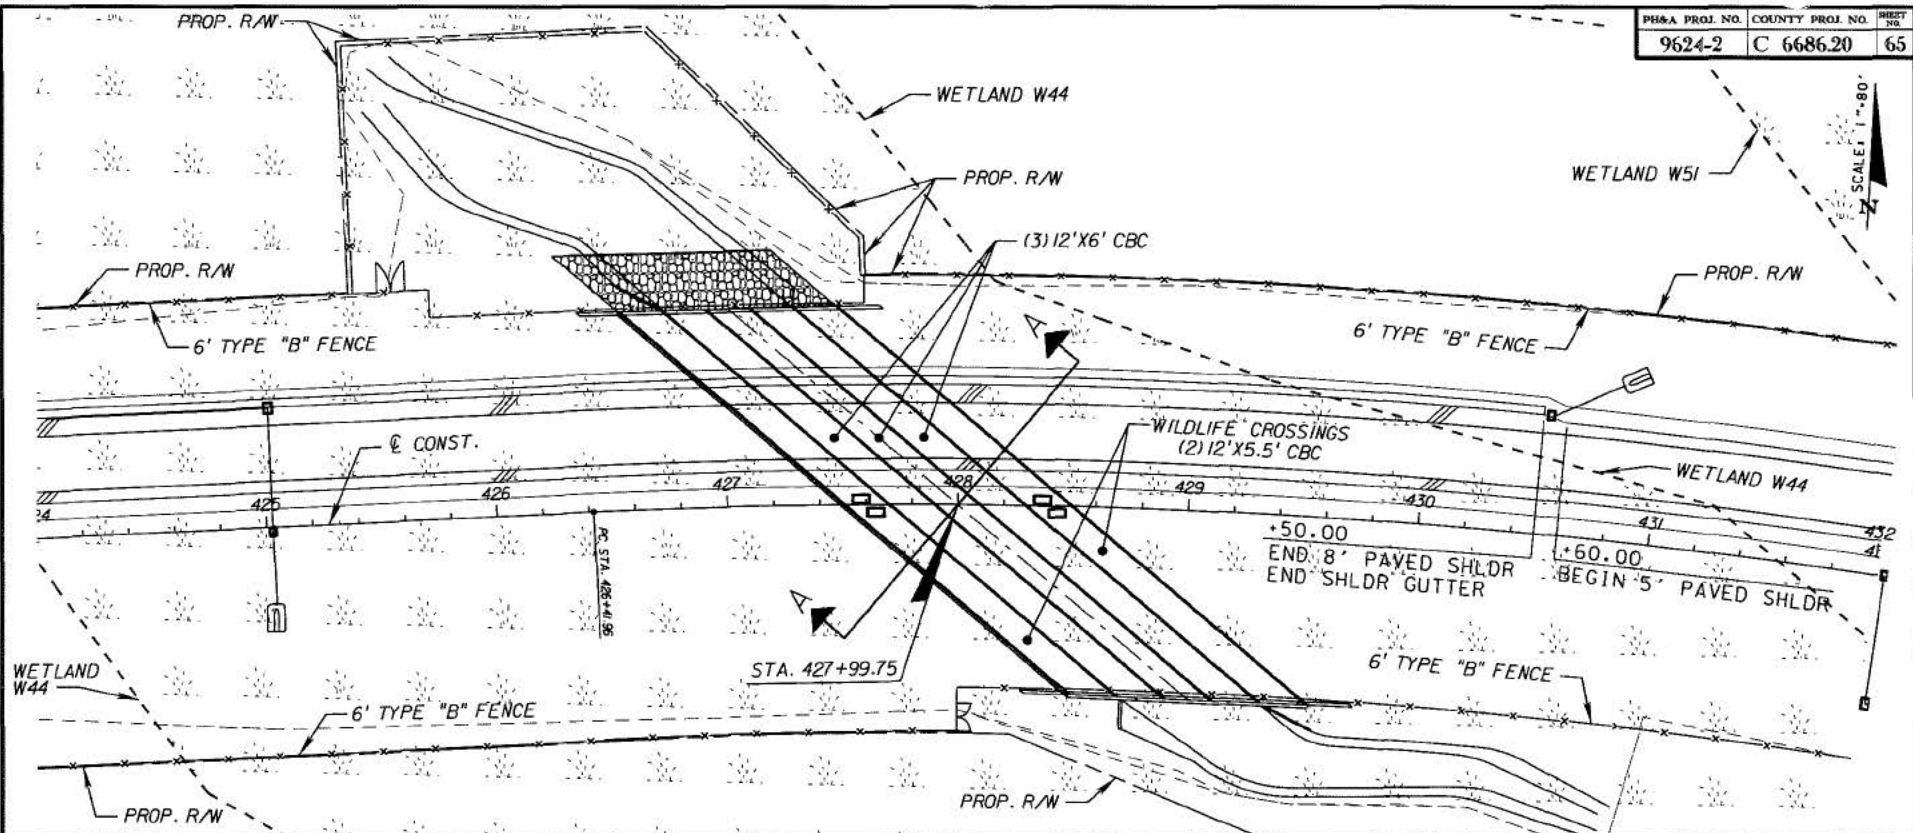 PH&A PROJ. NO. COUNTY PROJ. NO. SHEET NO.
9624-2 C 6686.20 65
PROP. R/W
WETLAND W44
SCALE: 1"=80'
N
WETLAND W51
PROP. R/W
(3) 12'X6' CBC
PROP. R/W
PROP. R/W
6' TYPE "B" FENCE
6' TYPE "B" FENCE
A
WILDLIFE CROSSINGS
(2) 12'X5.5' CBC
℄ CONST.
WETLAND W44
24 425 426 427 428 429 430 431 432
+50.00
END 8' PAVED SHLDR
END SHLDR GUTTER
+60.00
BEGIN 5' PAVED SHLDR
PC STA. 426+41.96
A
STA. 427+99.75
WETLAND
W44
6' TYPE "B" FENCE
6' TYPE "B" FENCE
PROP. R/W
PROP. R/W